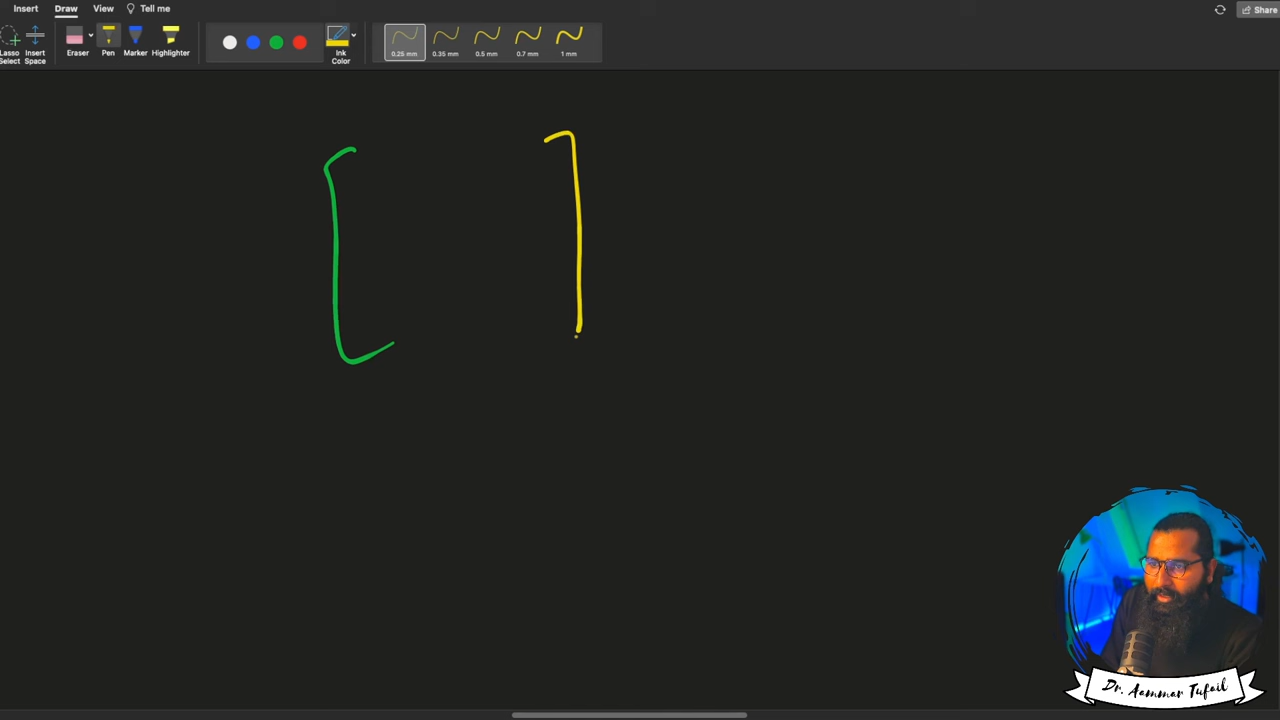 Insert View Draw Tell me
Share
Lasso Select
Insert Space
Eraser
Pen
Marker
Highlighter
Ink Color
0.25 mm
0.35 mm
0.5 mm
0.7 mm
1 mm
[ ]
Dr. Aammar Tufail